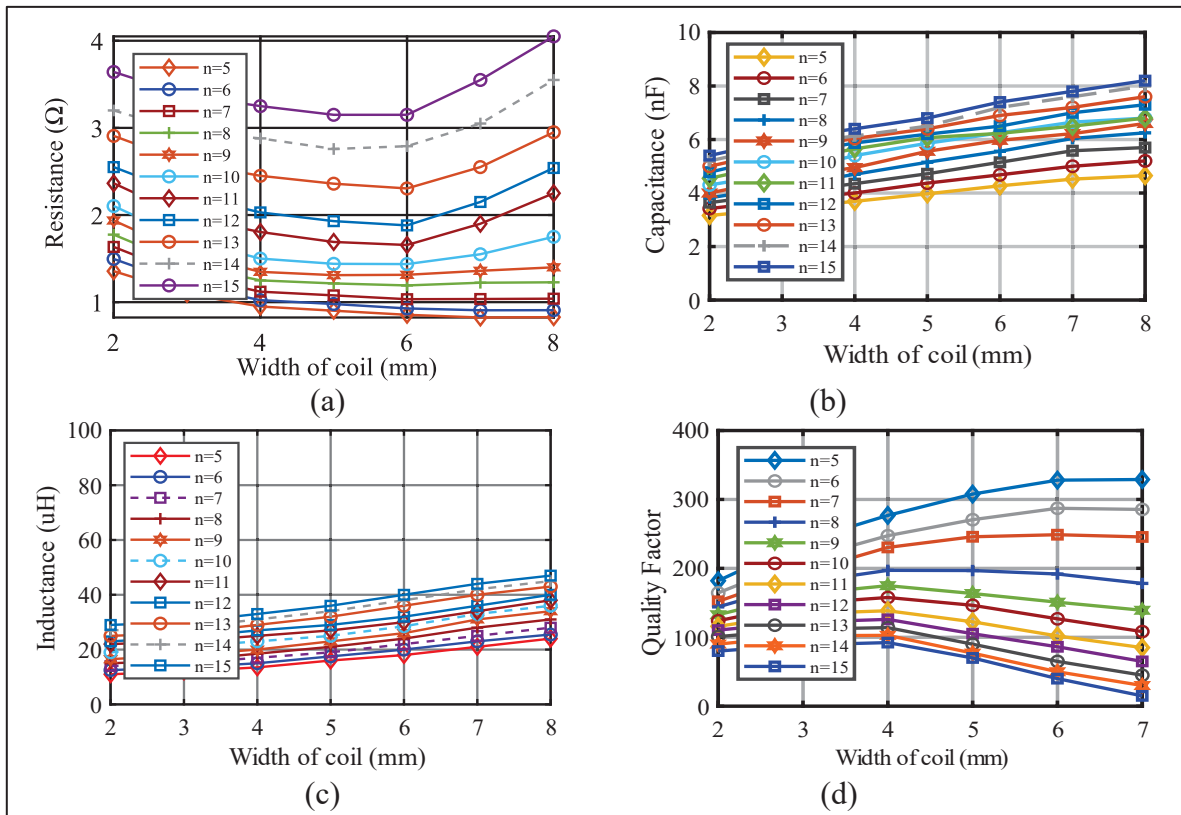 4
3
2
1
Resistance (Ω)
n=5
n=6
n=7
n=8
n=9
n=10
n=11
n=12
n=13
n=14
n=15
2
4
6
8
Width of coil (mm)
(a)
10
8
6
4
2
0
Capacitance (nF)
n=5
n=6
n=7
n=8
n=9
n=10
n=11
n=12
n=13
n=14
n=15
2 3 4 5 6 7 8
Width of coil (mm)
(b)
100
80
60
40
20
0
Inductance (uH)
n=5
n=6
n=7
n=8
n=9
n=10
n=11
n=12
n=13
n=14
n=15
2 3 4 5 6 7 8
Width of coil (mm)
(c)
400
300
200
100
0
Quality Factor
n=5
n=6
n=7
n=8
n=9
n=10
n=11
n=12
n=13
n=14
n=15
2 3 4 5 6 7
Width of coil (mm)
(d)